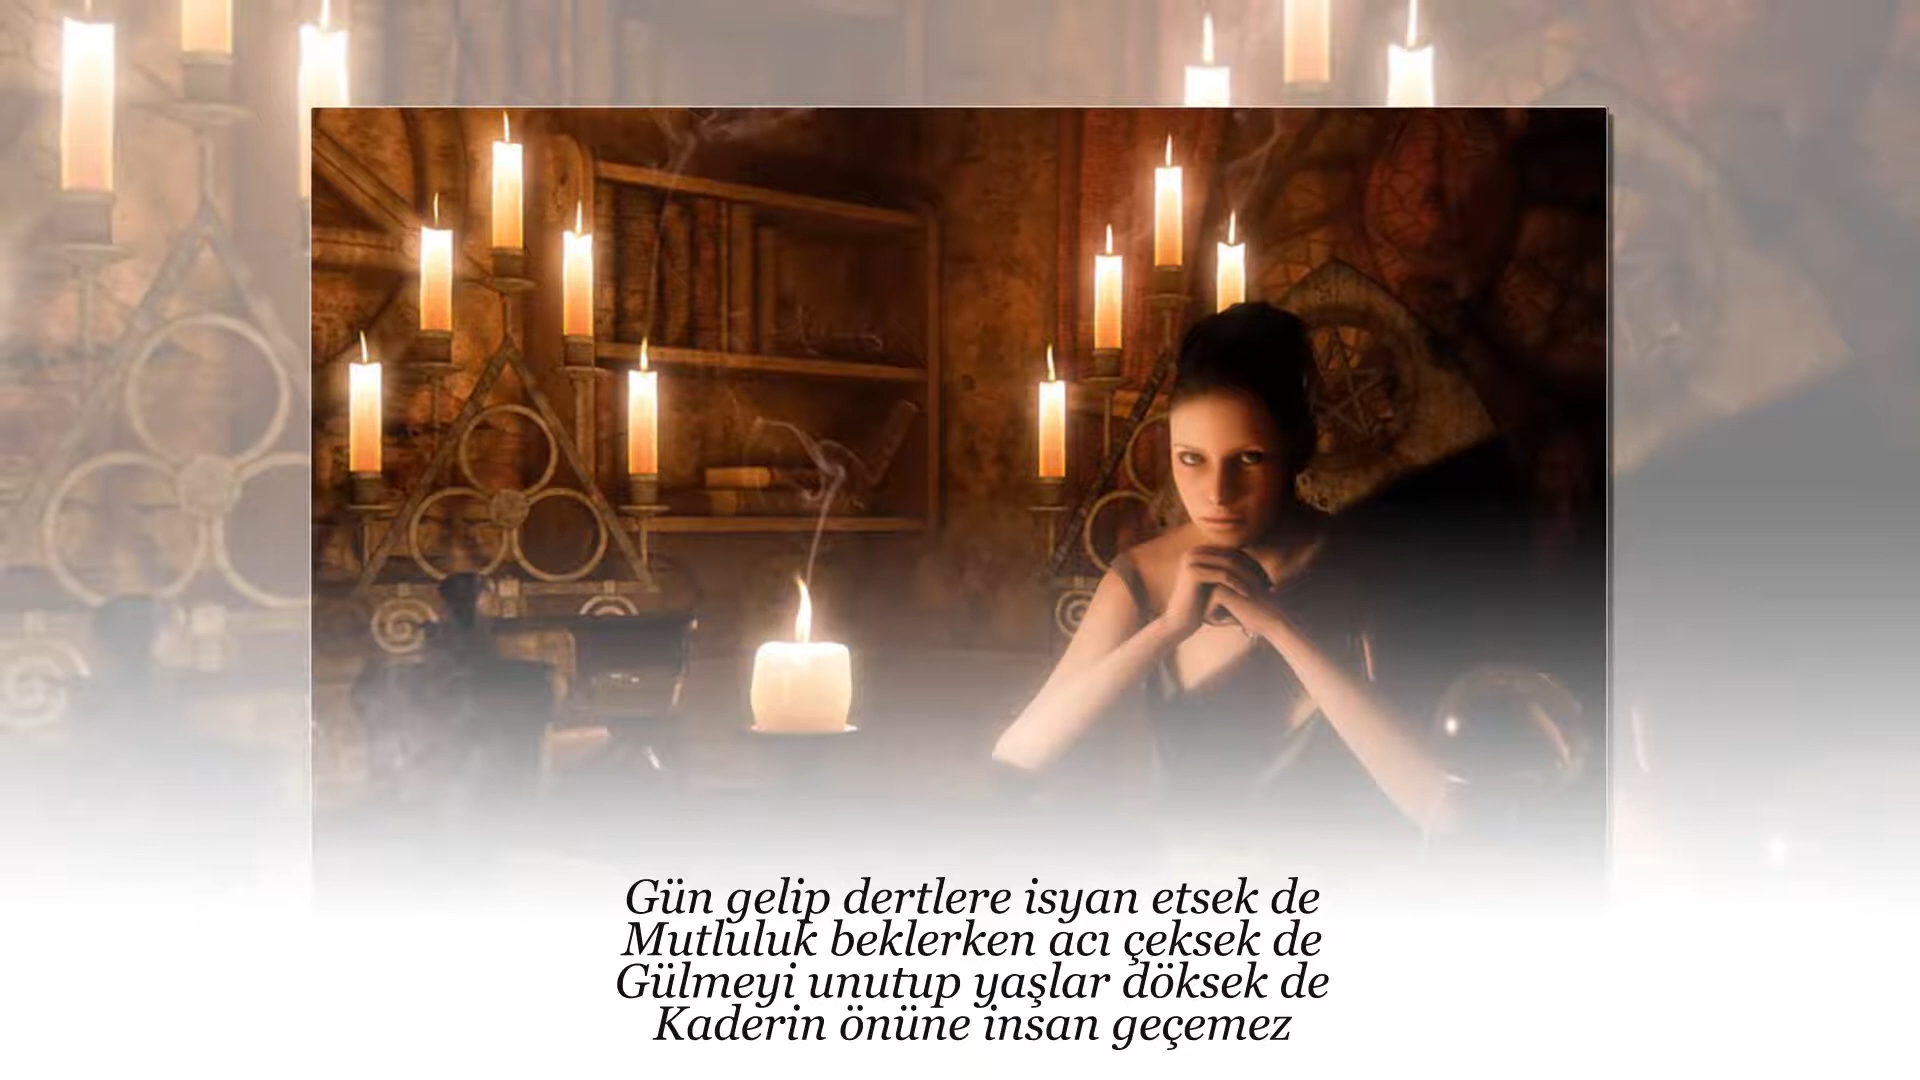 Gün gelip dertlere isyan etsek de
Mutluluk beklerken acı çeksek de
Gülmeyi unutup yaşlar döksek de
Kaderin önüne insan geçemez